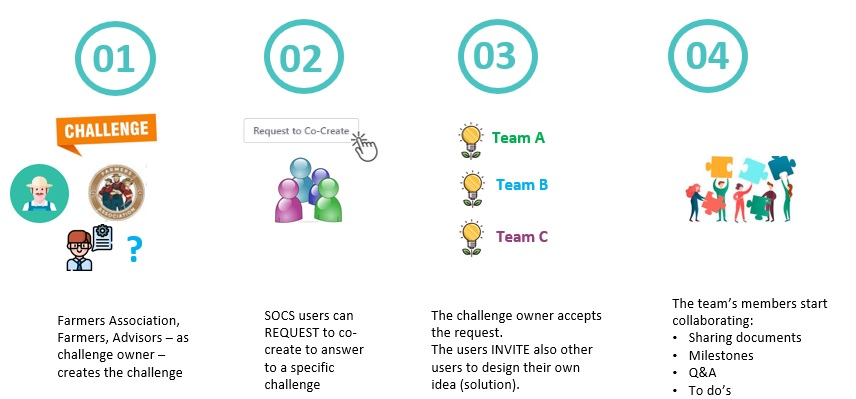 01
02
03
04
CHALLENGE
FARMERS
ASSOCIATION
?
Request to Co-Create
Team A
Team B
Team C
Farmers Association,
Farmers, Advisors – as
challenge owner –
creates the challenge
SOCS users can
REQUEST to co-
create to answer
to a specific
challenge
The challenge owner accepts
the request.
The users INVITE also other
users to design their own
idea (solution).
The team’s members start
collaborating:
• Sharing documents
• Milestones
• Q&A
• To do’s